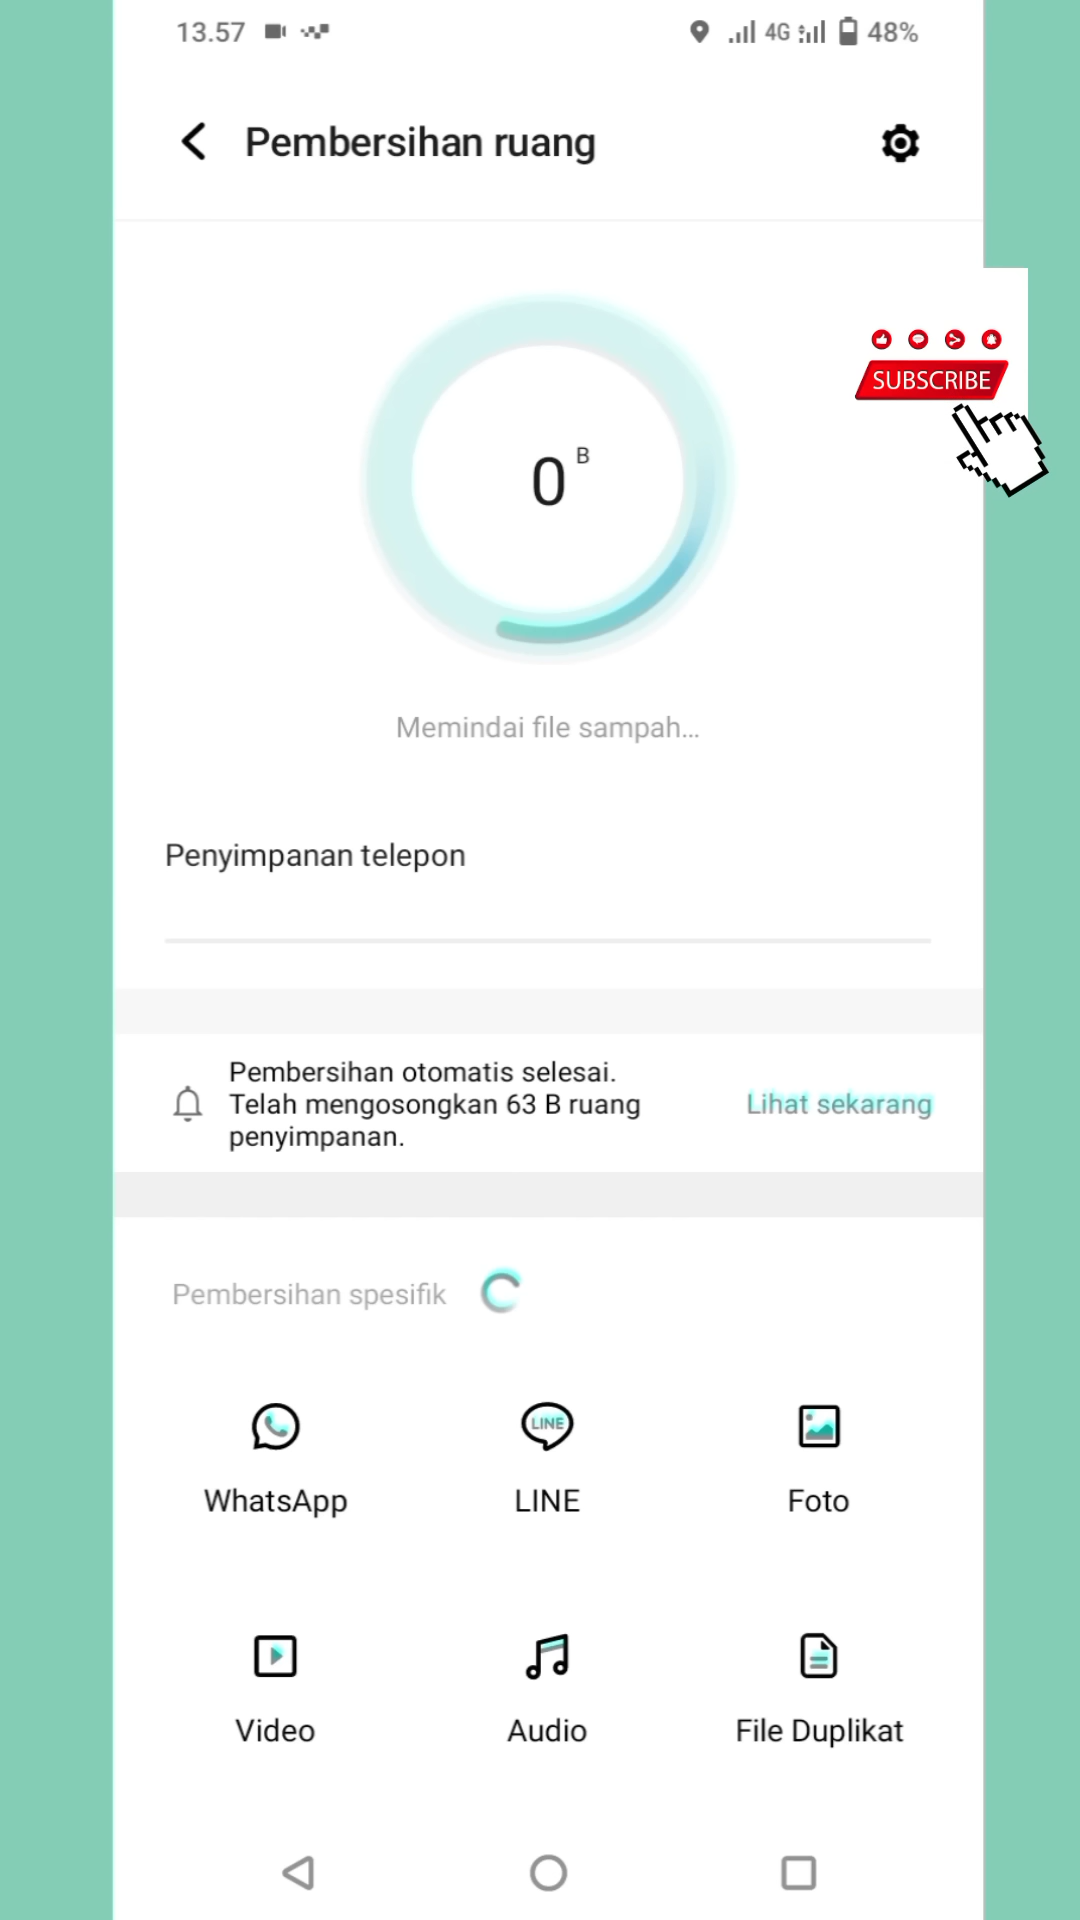 13.57
4G
48%
Pembersihan ruang
SUBSCRIBE
0 B
Memindai file sampah...
Penyimpanan telepon
Pembersihan otomatis selesai.
Telah mengosongkan 63 B ruang
penyimpanan.
Lihat sekarang
Pembersihan spesifik
LINE
WhatsApp
LINE
Foto
Video
Audio
File Duplikat